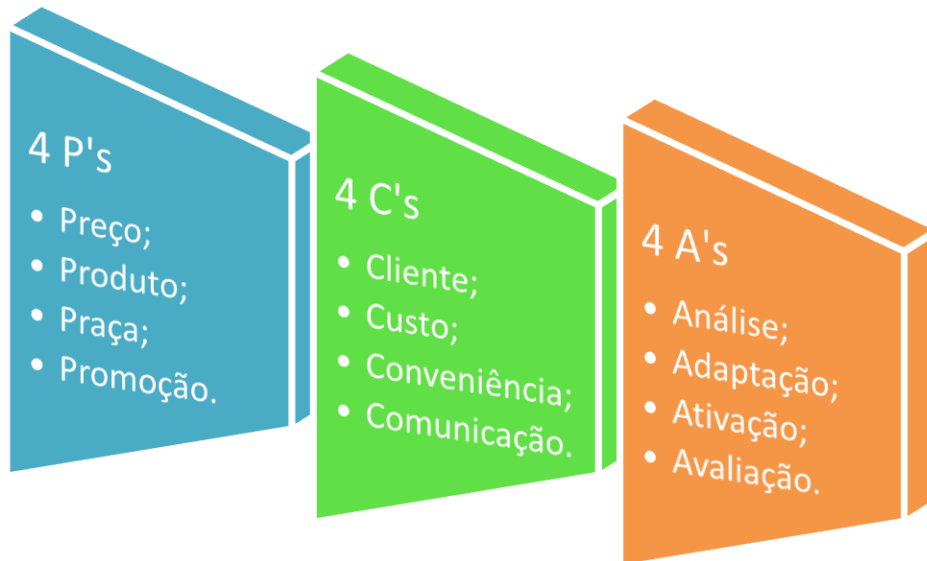 4 P's
• Preço;
• Produto;
• Praça;
• Promoção.
4 C's
• Cliente;
• Custo;
• Conveniência;
• Comunicação.
4 A's
• Análise;
• Adaptação;
• Ativação;
• Avaliação.